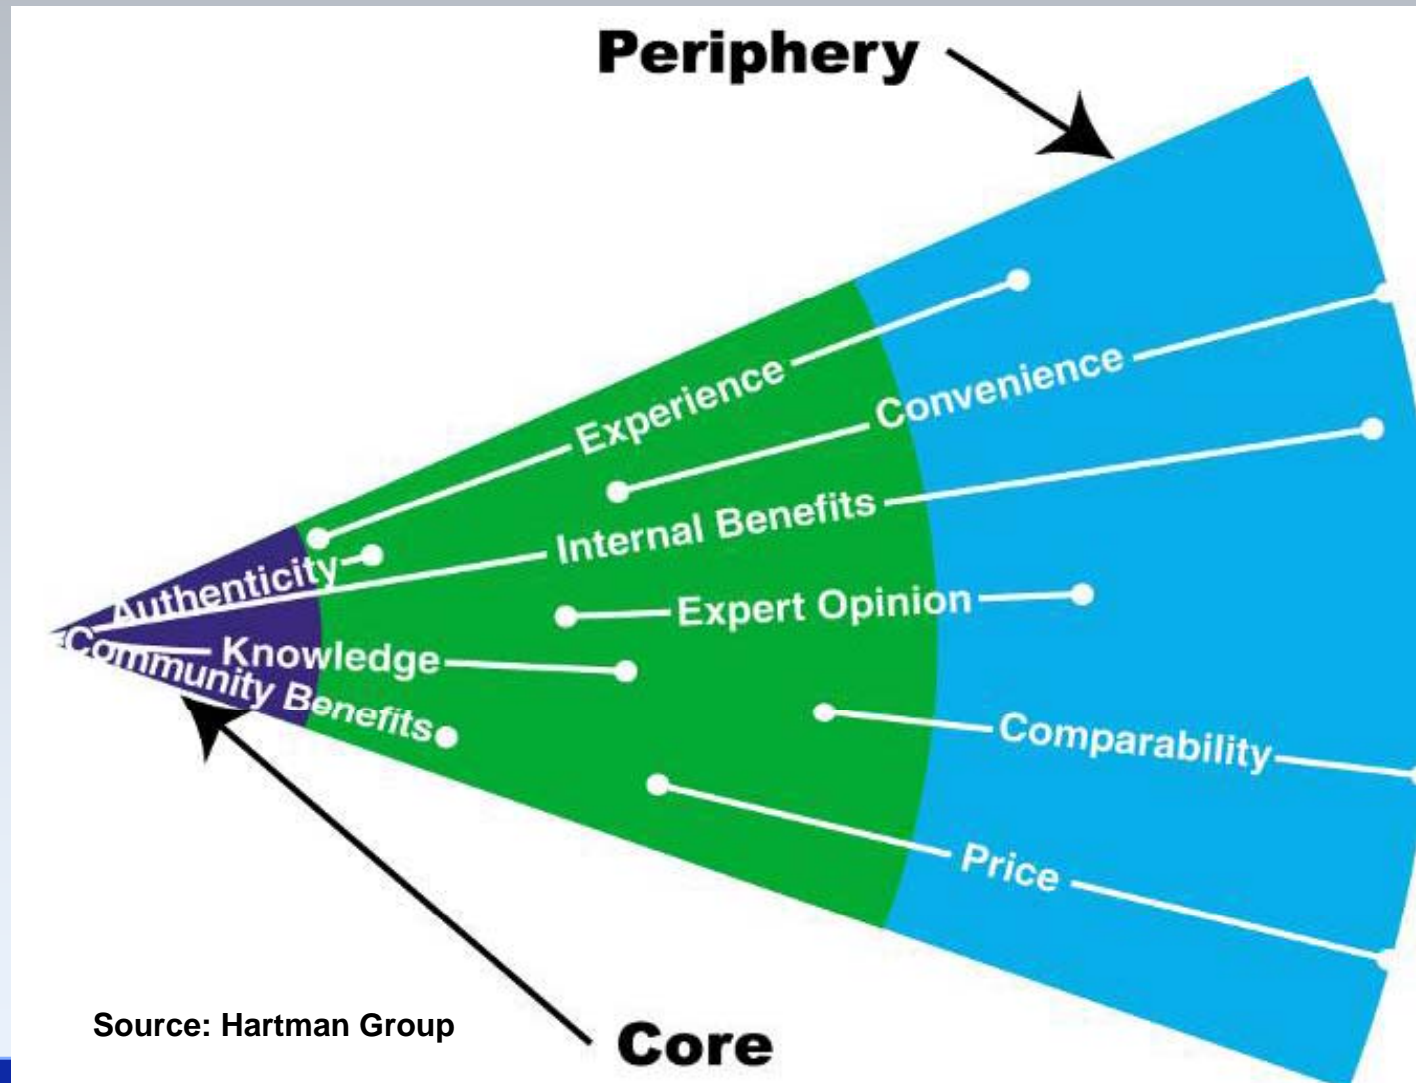 Periphery
Experience
Convenience
Internal Benefits
Authenticity
Expert Opinion
Knowledge
Community Benefits
Comparability
Price
Source: Hartman Group
Core